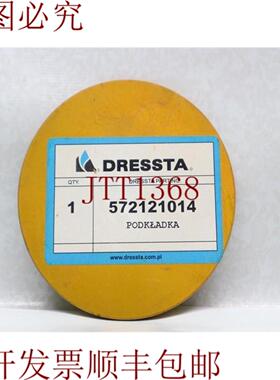 图必究
DRESSTA
QTY.
DRESSTA PART NO.
JTT1368
1
572121014
PODKŁADKA
www.dressta.com.pl
开发票顺丰包邮